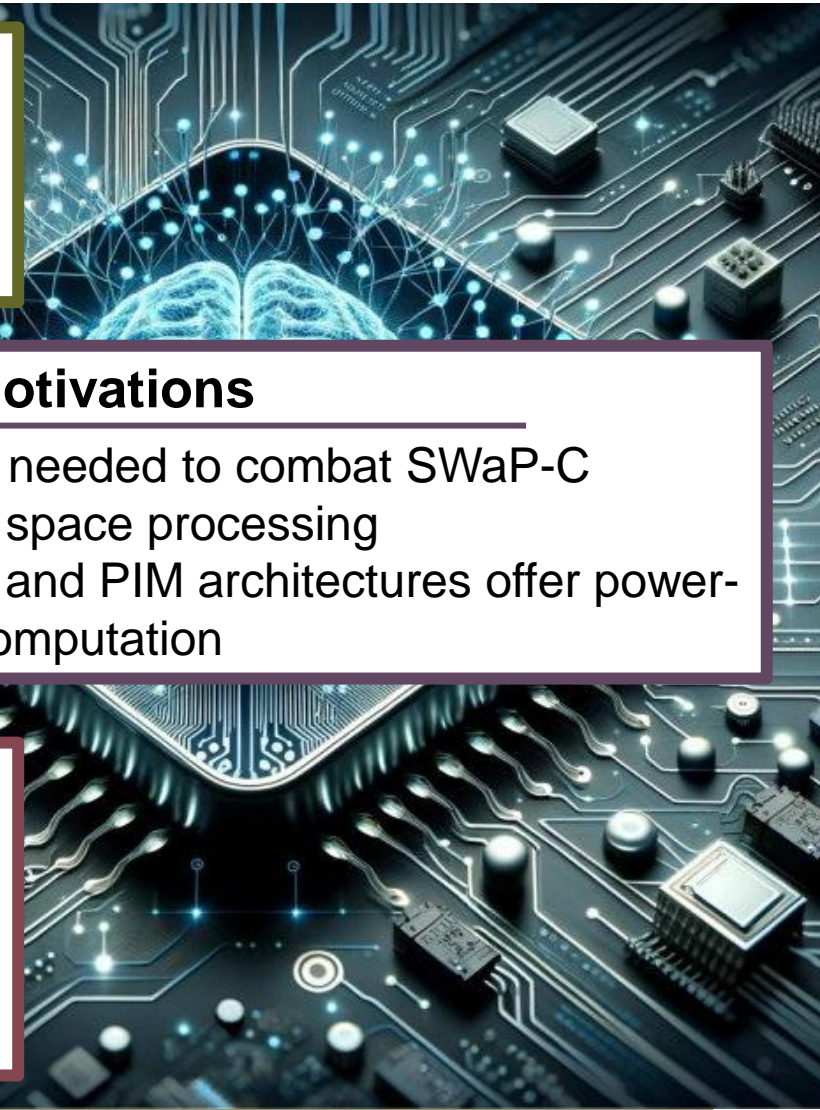 otivations
needed to combat SWaP-C
space processing
and PIM architectures offer power-
omputation